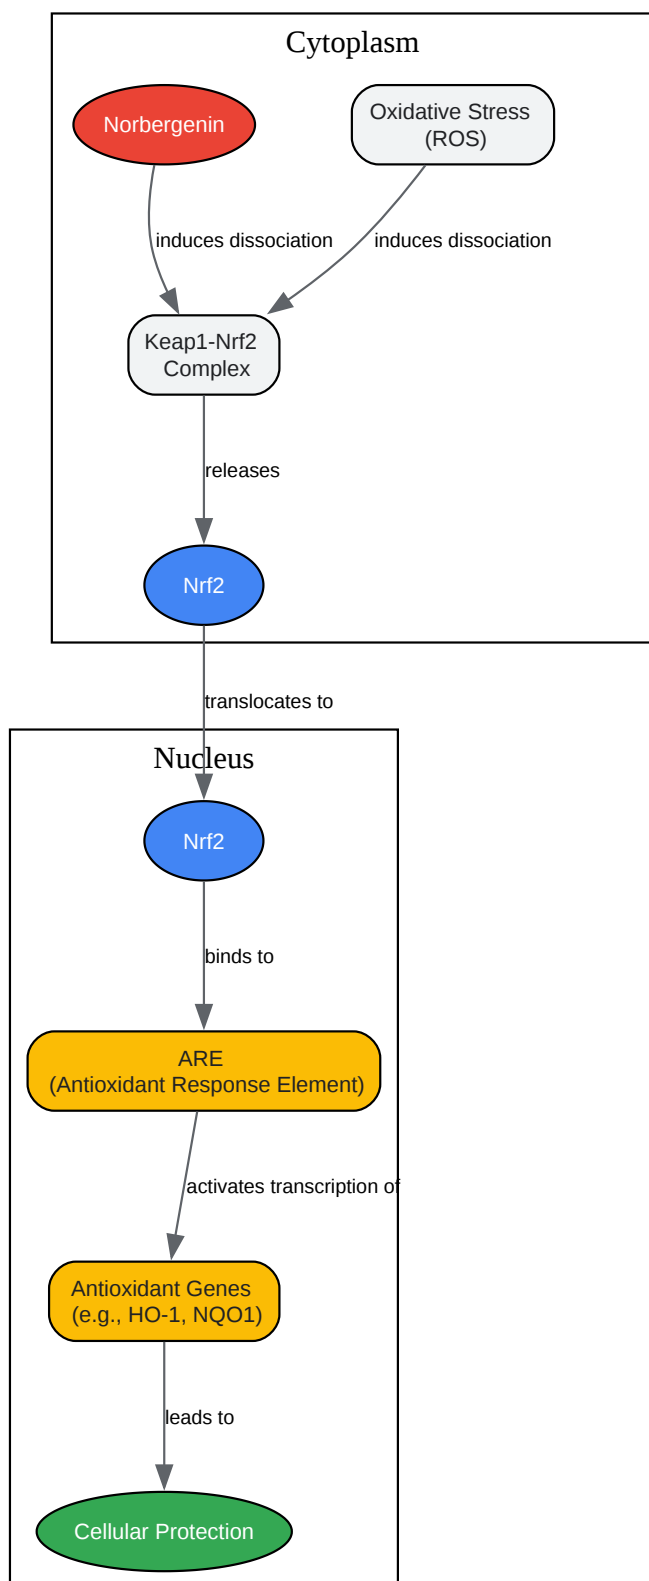 Cytoplasm
Norbergenin
Oxidative Stress
(ROS)
induces dissociation
induces dissociation
Keap1-Nrf2
Complex
releases
Nrf2
translocates to
Nucleus
Nrf2
binds to
ARE
(Antioxidant Response Element)
activates transcription of
Antioxidant Genes
(e.g., HO-1, NQO1)
leads to
Cellular Protection